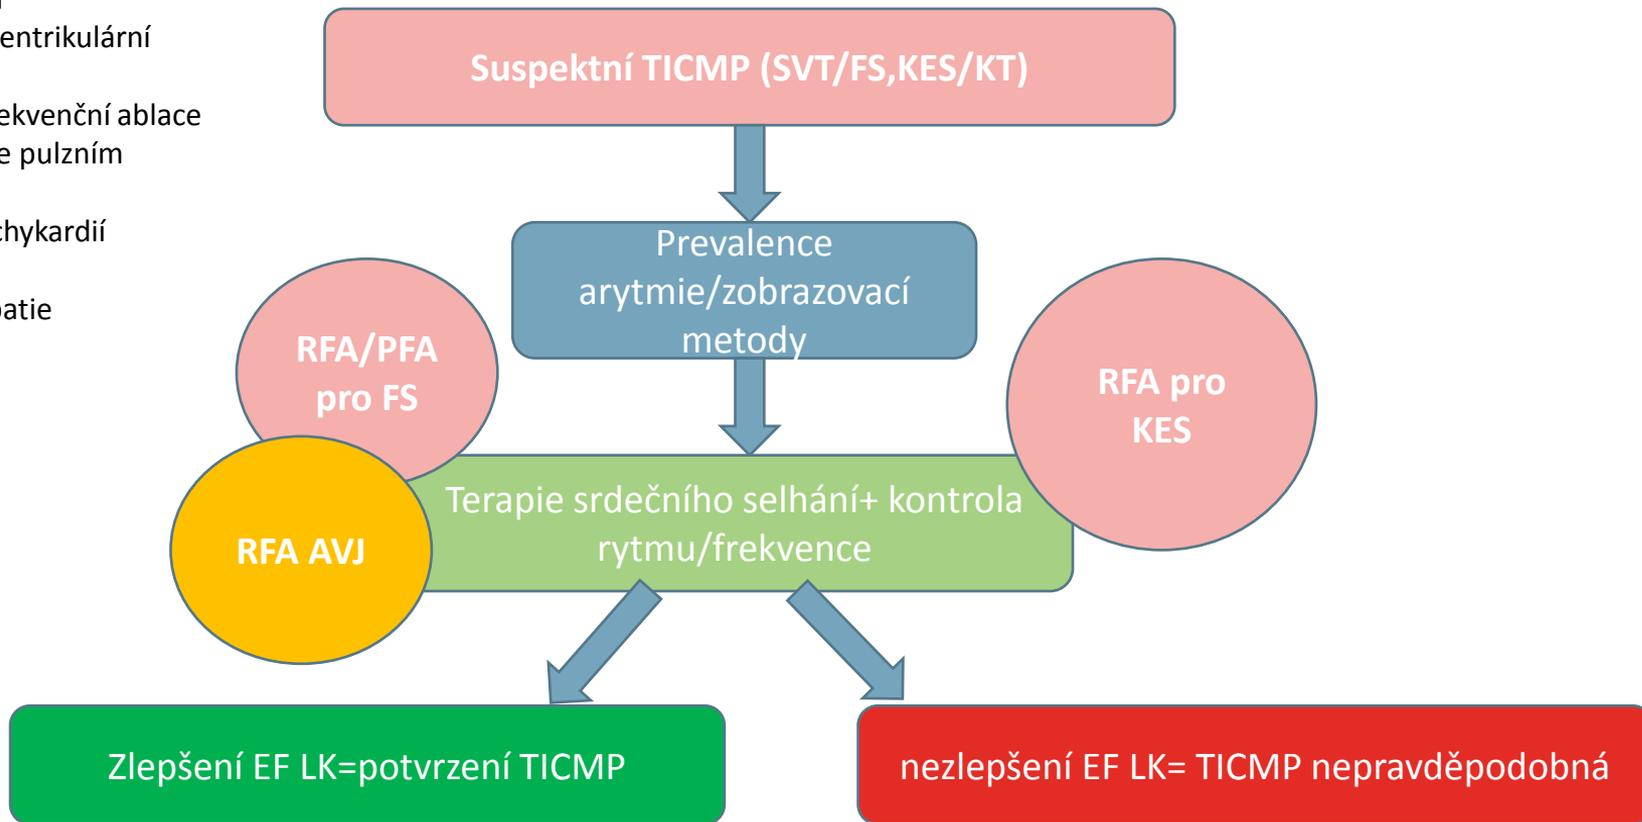 entrikulární
ekvenční ablace
e pulzním
chykardií
patie
Suspektní TICMP (SVT/FS,KES/KT)
Prevalence
arytmie/zobrazovací
metody
RFA/PFA
pro FS
RFA pro
KES
RFA AVJ
Terapie srdečního selhání+ kontrola
rytmu/frekvence
Zlepšení EF LK=potvrzení TICMP
nezlepšení EF LK= TICMP nepravděpodobná